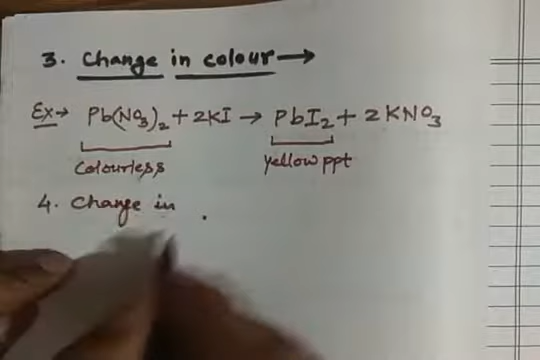 3. Change in colour →
Ex→ Pb(NO3)2 + 2KI → PbI2 + 2KNO3
Colourless yellow ppt
4. Change in